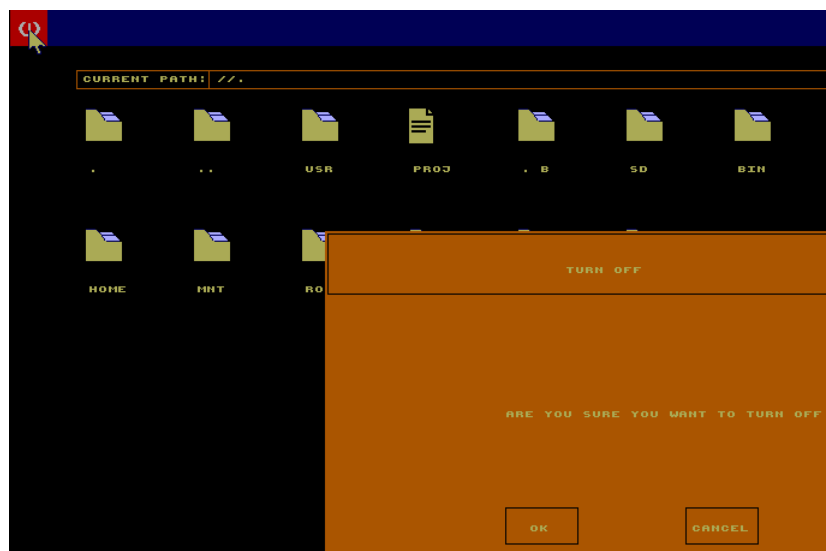 CURRENT PATH: //.
. .. USR PROJ . B SD BIN
HOME MNT RO
TURN OFF
ARE YOU SURE YOU WANT TO TURN OFF
OK CANCEL